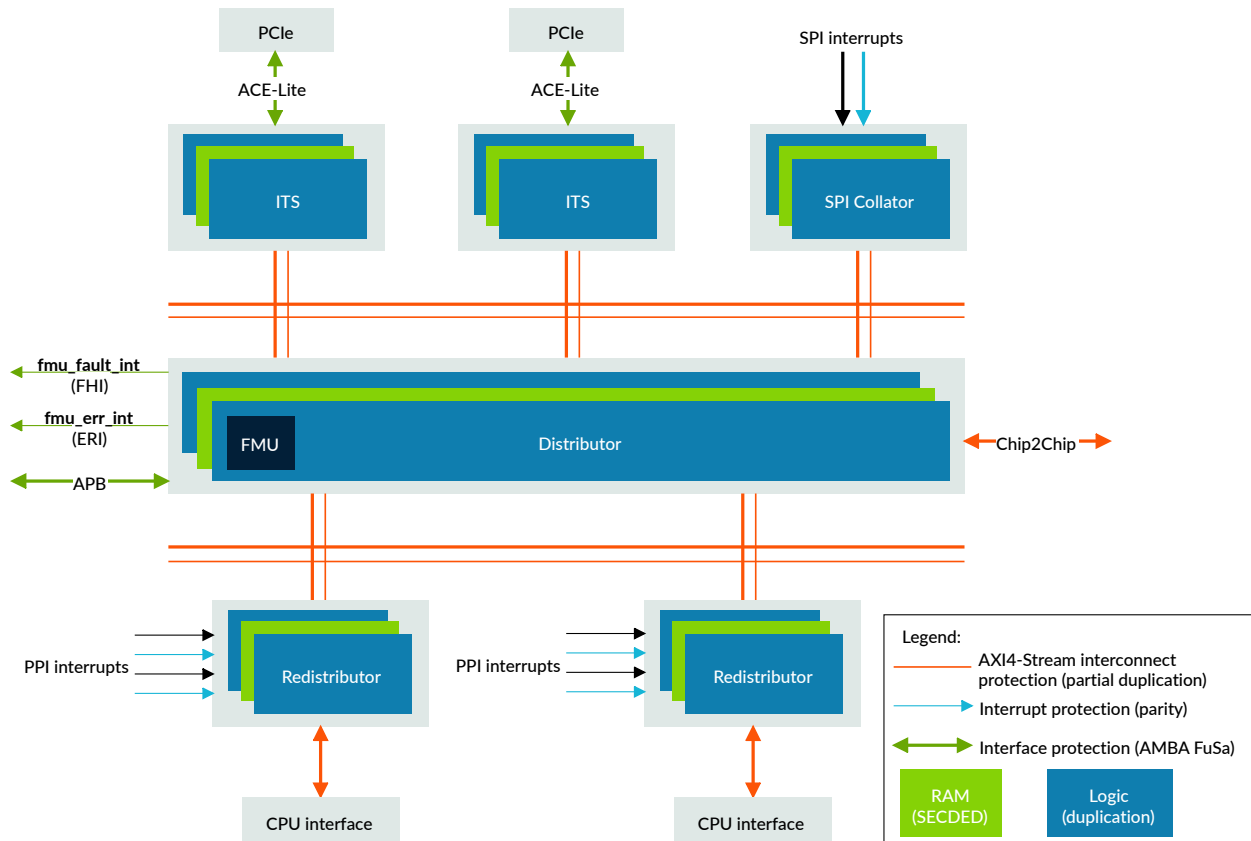 PCIe
PCIe
SPI interrupts
ACE-Lite
ACE-Lite
ITS
ITS
SPI Collator
fmu_fault_int
(FHI)
fmu_err_int
(ERI)
APB
FMU
Distributor
Chip2Chip
PPI interrupts
Redistributor
PPI interrupts
Redistributor
CPU interface
CPU interface
Legend:
AXI4-Stream interconnect
protection (partial duplication)
Interrupt protection (parity)
Interface protection (AMBA FuSa)
RAM
(SECDED)
Logic
(duplication)